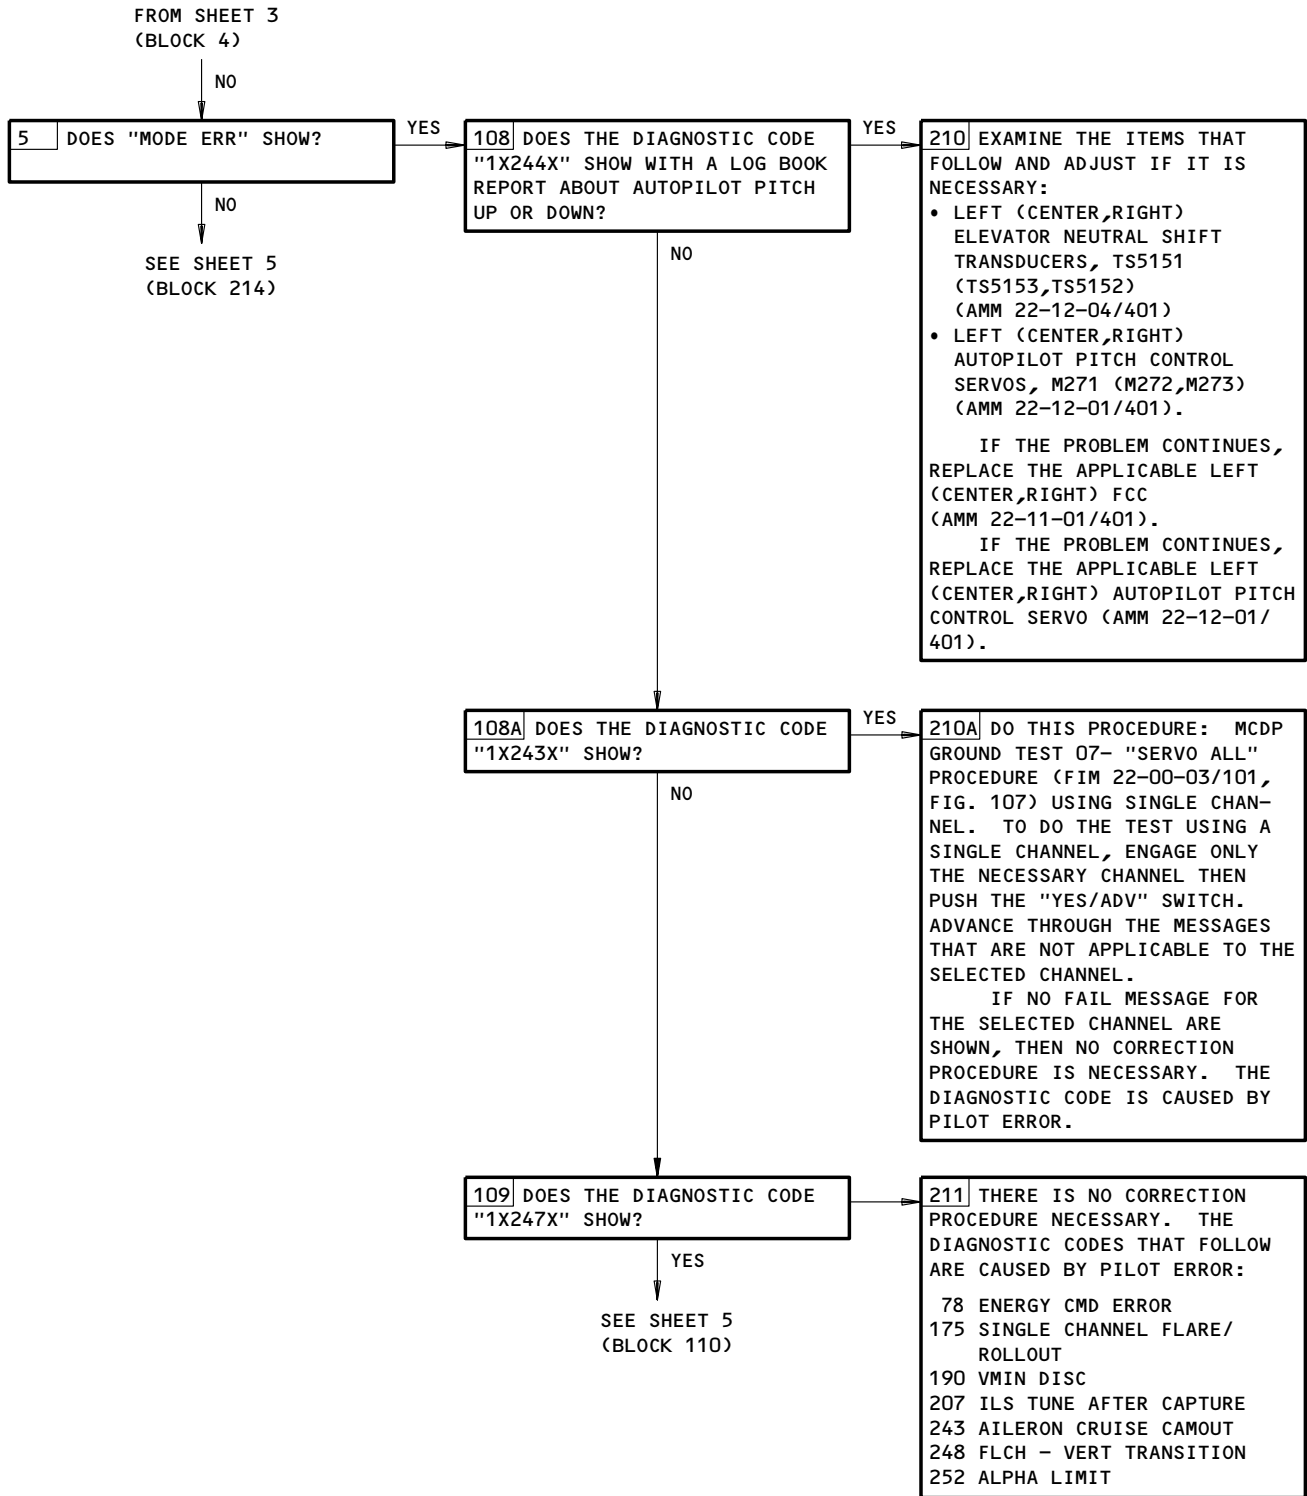 FROM SHEET 3
(BLOCK 4)
NO
5 DOES "MODE ERR" SHOW?
YES
NO
SEE SHEET 5
(BLOCK 214)
108 DOES THE DIAGNOSTIC CODE
"1X244X" SHOW WITH A LOG BOOK
REPORT ABOUT AUTOPILOT PITCH
UP OR DOWN?
YES
NO
210 EXAMINE THE ITEMS THAT
FOLLOW AND ADJUST IF IT IS
NECESSARY:
• LEFT (CENTER,RIGHT)
ELEVATOR NEUTRAL SHIFT
TRANSDUCERS, TS5151
(TS5153,TS5152)
(AMM 22-12-04/401)
• LEFT (CENTER,RIGHT)
AUTOPILOT PITCH CONTROL
SERVOS, M271 (M272,M273)
(AMM 22-12-01/401).
IF THE PROBLEM CONTINUES,
REPLACE THE APPLICABLE LEFT
(CENTER,RIGHT) FCC
(AMM 22-11-01/401).
IF THE PROBLEM CONTINUES,
REPLACE THE APPLICABLE LEFT
(CENTER,RIGHT) AUTOPILOT PITCH
CONTROL SERVO (AMM 22-12-01/
401).
108A DOES THE DIAGNOSTIC CODE
"1X243X" SHOW?
YES
NO
210A DO THIS PROCEDURE: MCDP
GROUND TEST 07- "SERVO ALL"
PROCEDURE (FIM 22-00-03/101,
FIG. 107) USING SINGLE CHAN-
NEL. TO DO THE TEST USING A
SINGLE CHANNEL, ENGAGE ONLY
THE NECESSARY CHANNEL THEN
PUSH THE "YES/ADV" SWITCH.
ADVANCE THROUGH THE MESSAGES
THAT ARE NOT APPLICABLE TO THE
SELECTED CHANNEL.
IF NO FAIL MESSAGE FOR
THE SELECTED CHANNEL ARE
SHOWN, THEN NO CORRECTION
PROCEDURE IS NECESSARY. THE
DIAGNOSTIC CODE IS CAUSED BY
PILOT ERROR.
109 DOES THE DIAGNOSTIC CODE
"1X247X" SHOW?
YES
SEE SHEET 5
(BLOCK 110)
211 THERE IS NO CORRECTION
PROCEDURE NECESSARY. THE
DIAGNOSTIC CODES THAT FOLLOW
ARE CAUSED BY PILOT ERROR:
78 ENERGY CMD ERROR
175 SINGLE CHANNEL FLARE/
ROLLOUT
190 VMIN DISC
207 ILS TUNE AFTER CAPTURE
243 AILERON CRUISE CAMOUT
248 FLCH - VERT TRANSITION
252 ALPHA LIMIT